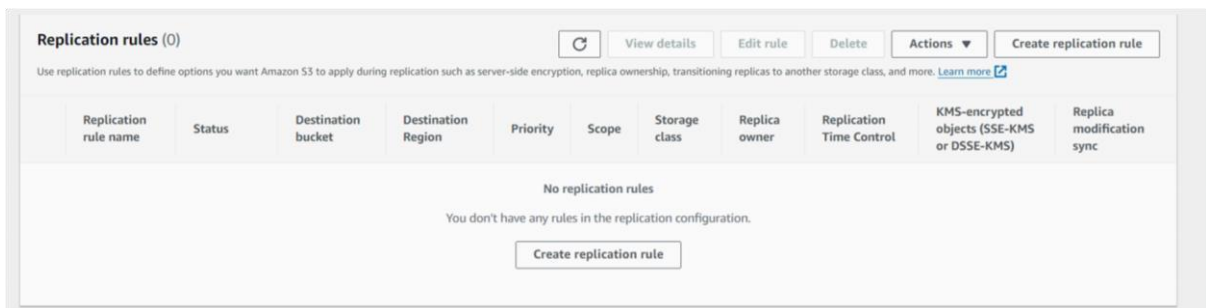 Replication rules (0)
View details
Edit rule
Delete
Actions
Create replication rule
Use replication rules to define options you want Amazon S3 to apply during replication such as server-side encryption, replica ownership, transitioning replicas to another storage class, and more. Learn more
Replication
rule name
Status
Destination
bucket
Destination
Region
Priority
Scope
Storage
class
Replica
owner
Replication
Time Control
KMS-encrypted
objects (SSE-KMS
or DSSE-KMS)
Replica
modification
sync
No replication rules
You don't have any rules in the replication configuration.
Create replication rule